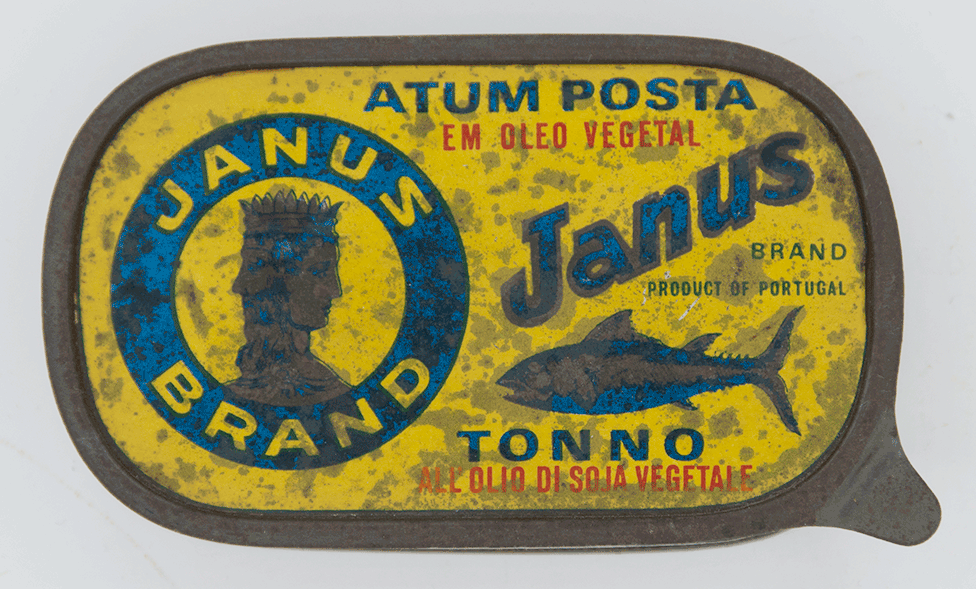 JANUS
BRAND
ATUM POSTA
EM OLEO VEGETAL
Janus
BRAND
PRODUCT OF PORTUGAL
TONNO
ALL'OLIO DI SOJA VEGETALE